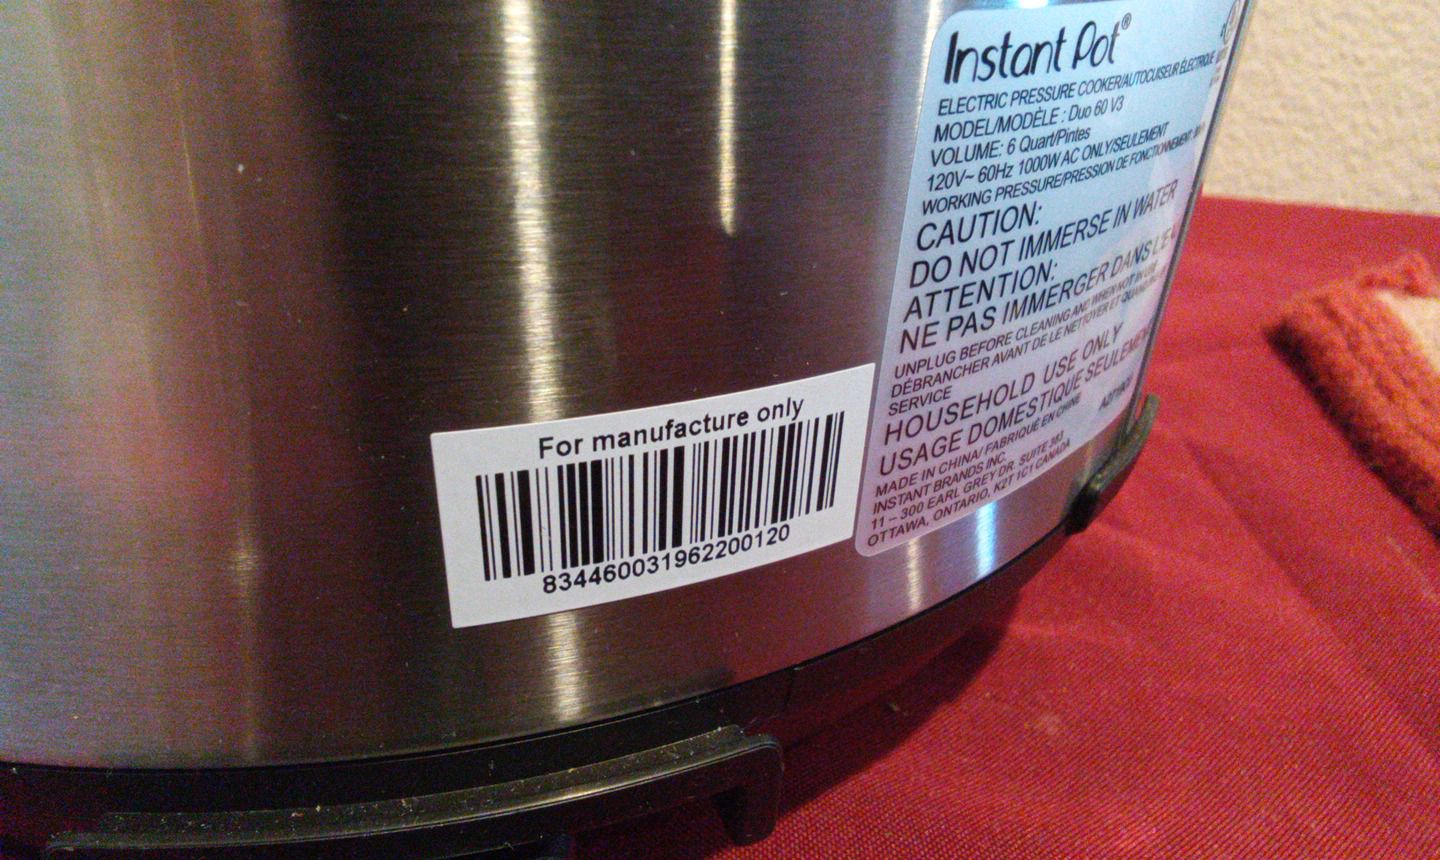 Instant Pot®
ELECTRIC PRESSURE COOKER/AUTOCUISEUR ÉLECTRIQUE
MODEL/MODÈLE : Duo 60 V3
VOLUME: 6 Quart/Pintes
120V~ 60Hz 1000W AC ONLY/SEULEMENT
WORKING PRESSURE/PRESSION DE FONCTIONNEMENT:
CAUTION:
DO NOT IMMERSE IN WATER
ATTENTION:
NE PAS IMMERGER DANS L'EAU
UNPLUG BEFORE CLEANING AND WHEN NOT IN USE
DÉBRANCHER AVANT DE LE NETTOYER ET QUAND
SERVICE
HOUSEHOLD USE ONLY
USAGE DOMESTIQUE SEULEMENT
MADE IN CHINA/ FABRIQUÉ EN CHINE
INSTANT BRANDS INC.
11 – 300 EARL GREY DR. SUITE 383
OTTAWA, ONTARIO, K2T 1C1 CANADA
For manufacture only
834460031962200120